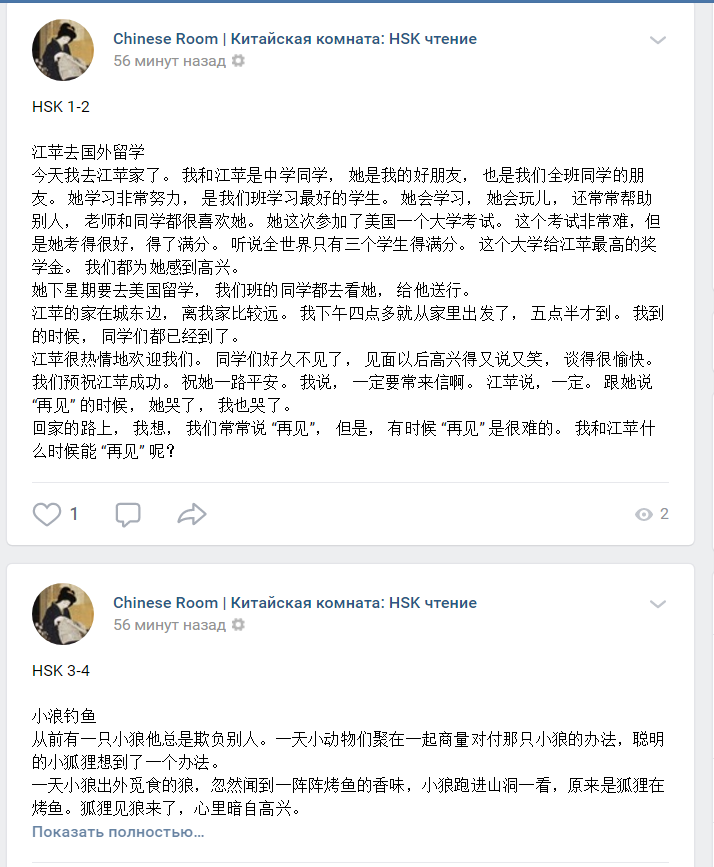 Chinese Room | Китайская комната: HSK чтение
56 минут назад
HSK 1-2
江苹去国外留学
今天我去江苹家了。 我和江苹是中学同学， 她是我的好朋友， 也是我们全班同学的朋
友。 她学习非常努力， 是我们班学习最好的学生。 她会学习， 她会玩儿， 还常常帮助
别人， 老师和同学都很喜欢她。 她这次参加了美国一个大学考试。 这个考试非常难，但
是她考得很好，得了满分。 听说全世界只有三个学生得满分。 这个大学给江苹最高的奖
学金。 我们都为她感到高兴。
她下星期要去美国留学， 我们班的同学都去看她， 给他送行。
江苹的家在城东边， 离我家比较远。 我下午四点多就从家里出发了， 五点半才到。 我到
的时候， 同学们都已经到了。
江苹很热情地欢迎我们。 同学们好久不见了， 见面以后高兴得又说又笑， 谈得很愉快。
我们预祝江苹成功。 祝她一路平安。 我说， 一定要常来信啊。 江苹说，一定。 跟她说
“再见” 的时候， 她哭了， 我也哭了。
回家的路上， 我想， 我们常常说 “再见”， 但是， 有时候 “再见” 是很难的。 我和江苹什
么时候能 “再见” 呢？
1
2
Chinese Room | Китайская комната: HSK чтение
56 минут назад
HSK 3-4
小浪钓鱼
从前有一只小狼他总是欺负别人。一天小动物们聚在一起商量对付那只小狼的办法，聪明
的小狐狸想到了一个办法。
一天小狼出外觅食的狼，忽然闻到一阵阵烤鱼的香味，小狼跑进山洞一看，原来是狐狸在
烤鱼。狐狸见狼来了，心里暗自高兴。
Показать полностью…